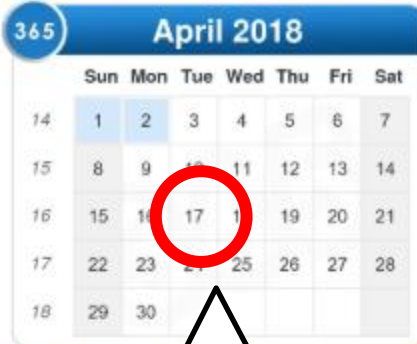 365 April 2018
Sun Mon Tue Wed Thu Fri Sat
14 1 2 3 4 5 6 7
15 8 9 11 12 13 14
16 15 16 17 19 20 21
17 22 23 24 25 26 27 28
18 29 30